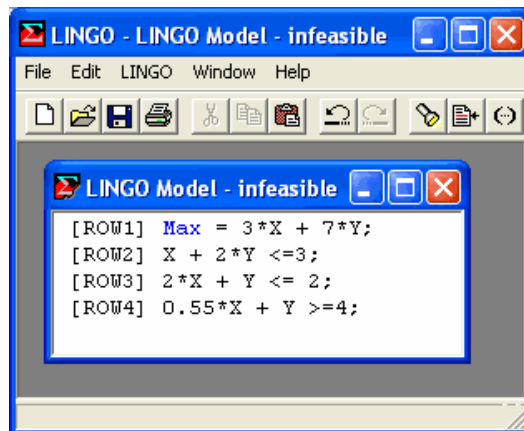 LINGO - LINGO Model - infeasible
File Edit LINGO Window Help
LINGO Model - infeasible
[ROW1] Max = 3*X + 7*Y;
[ROW2] X + 2*Y <=3;
[ROW3] 2*X + Y <= 2;
[ROW4] 0.55*X + Y >=4;